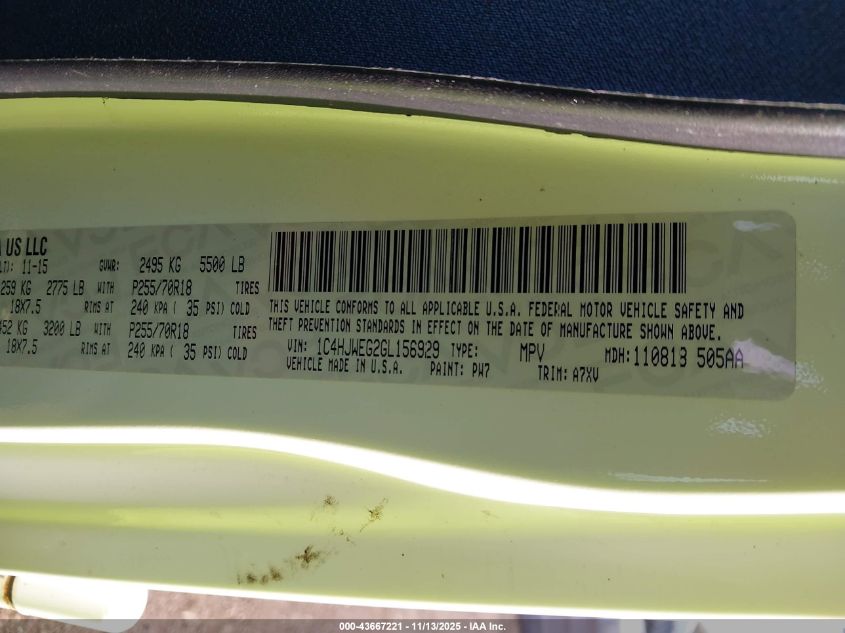 A US LLC
LT): 11-15 GVWR: 2495 KG 5500 LB
259 KG 2775 LB WITH P255/70R18 TIRES
18X7.5 RIMS AT 240 KPA ( 35 PSI) COLD
452 KG 3200 LB WITH P255/70R18 TIRES
18X7.5 RIMS AT 240 KPA ( 35 PSI) COLD
THIS VEHICLE CONFORMS TO ALL APPLICABLE U.S.A. FEDERAL MOTOR VEHICLE SAFETY AND
THEFT PREVENTION STANDARDS IN EFFECT ON THE DATE OF MANUFACTURE SHOWN ABOVE.
VIN: 1C4HJWEG2GL156929 TYPE: MPV MDH: 110813 505AA
VEHICLE MADE IN U.S.A. PAINT: PW7 TRIM: A7XV
000-43667221 - 11/13/2025 - IAA Inc.